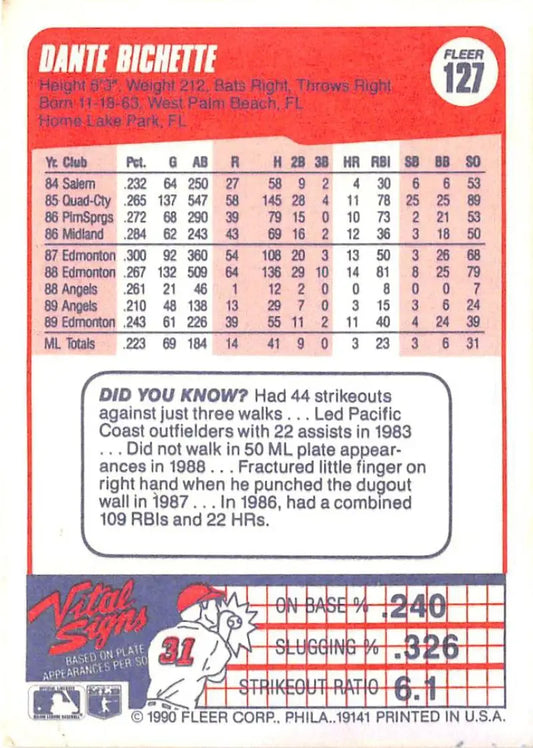 DANTE BICHETTE
FLEER
127
Height 6'3", Weight 212, Bats Right, Throws Right
Born 11-18-63, West Palm Beach, FL
Home Lake Park, FL
Yr. Club Pct. G AB R H 2B 3B HR RBI SB BB SO
84 Salem .232 64 250 27 58 9 2 4 30 6 6 53
85 Quad-Cty .265 137 547 58 145 28 4 11 78 25 25 89
86 PlmSprgs .272 68 290 39 79 15 0 10 73 2 21 53
86 Midland .284 62 243 43 69 16 2 12 36 3 18 50
87 Edmonton .300 92 360 54 108 20 3 13 50 3 26 68
88 Edmonton .267 132 509 64 136 29 10 14 81 8 25 79
88 Angels .261 21 46 1 12 2 0 0 8 0 0 7
89 Angels .210 48 138 13 29 7 0 3 15 3 6 24
89 Edmonton .243 61 226 39 55 11 2 11 40 4 24 39
ML Totals .223 69 184 14 41 9 0 3 23 3 6 31
DID YOU KNOW? Had 44 strikeouts
against just three walks . . . Led Pacific
Coast outfielders with 22 assists in 1983
. . . Did not walk in 50 ML plate appear-
ances in 1988 . . . Fractured little finger on
right hand when he punched the dugout
wall in 1987 . . . In 1986, had a combined
109 RBIs and 22 HRs.
Vital
Signs
BASED ON PLATE
APPEARANCES PER SO
31
ON BASE % .240
SLUGGING % .326
STRIKEOUT RATIO 6.1
© 1990 FLEER CORP., PHILA., 19141 PRINTED IN U.S.A.